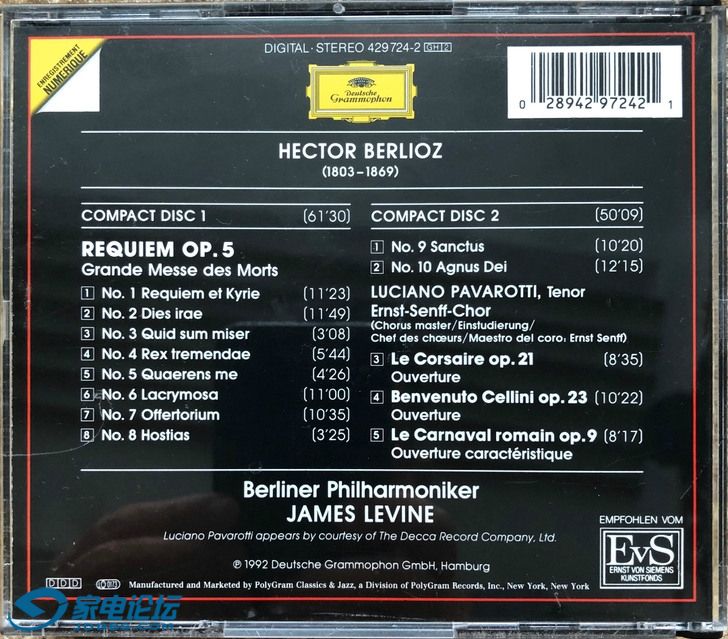 ENREGISTREMENT
NUMERIQUE
DIGITAL · STEREO 429 724-2 GH 2
Deutsche
Grammophon
0 28942 97242 1
HECTOR BERLIOZ
(1803–1869)
COMPACT DISC 1 (61'30)
REQUIEM OP. 5
Grande Messe des Morts
1 No. 1 Requiem et Kyrie (11'23)
2 No. 2 Dies irae (11'49)
3 No. 3 Quid sum miser (3'08)
4 No. 4 Rex tremendae (5'44)
5 No. 5 Quaerens me (4'26)
6 No. 6 Lacrymosa (11'00)
7 No. 7 Offertorium (10'35)
8 No. 8 Hostias (3'25)
COMPACT DISC 2 (50'09)
1 No. 9 Sanctus (10'20)
2 No. 10 Agnus Dei (12'15)
LUCIANO PAVAROTTI, Tenor
Ernst-Senff-Chor
(Chorus master/Einstudierung/
Chef des chœurs/Maestro del coro: Ernst Senff)
3 Le Corsaire op. 21 (8'35)
Ouverture
4 Benvenuto Cellini op. 23 (10'22)
Ouverture
5 Le Carnaval romain op. 9 (8'17)
Ouverture caractéristique
Berliner Philharmoniker
JAMES LEVINE
Luciano Pavarotti appears by courtesy of The Decca Record Company, Ltd.
℗ 1992 Deutsche Grammophon GmbH, Hamburg
EMPFOHLEN VOM
EvS
ERNST VON SIEMENS
KUNSTFONDS
DDD Manufactured and Marketed by PolyGram Classics & Jazz, a Division of PolyGram Records, Inc., New York, New York
家电论坛